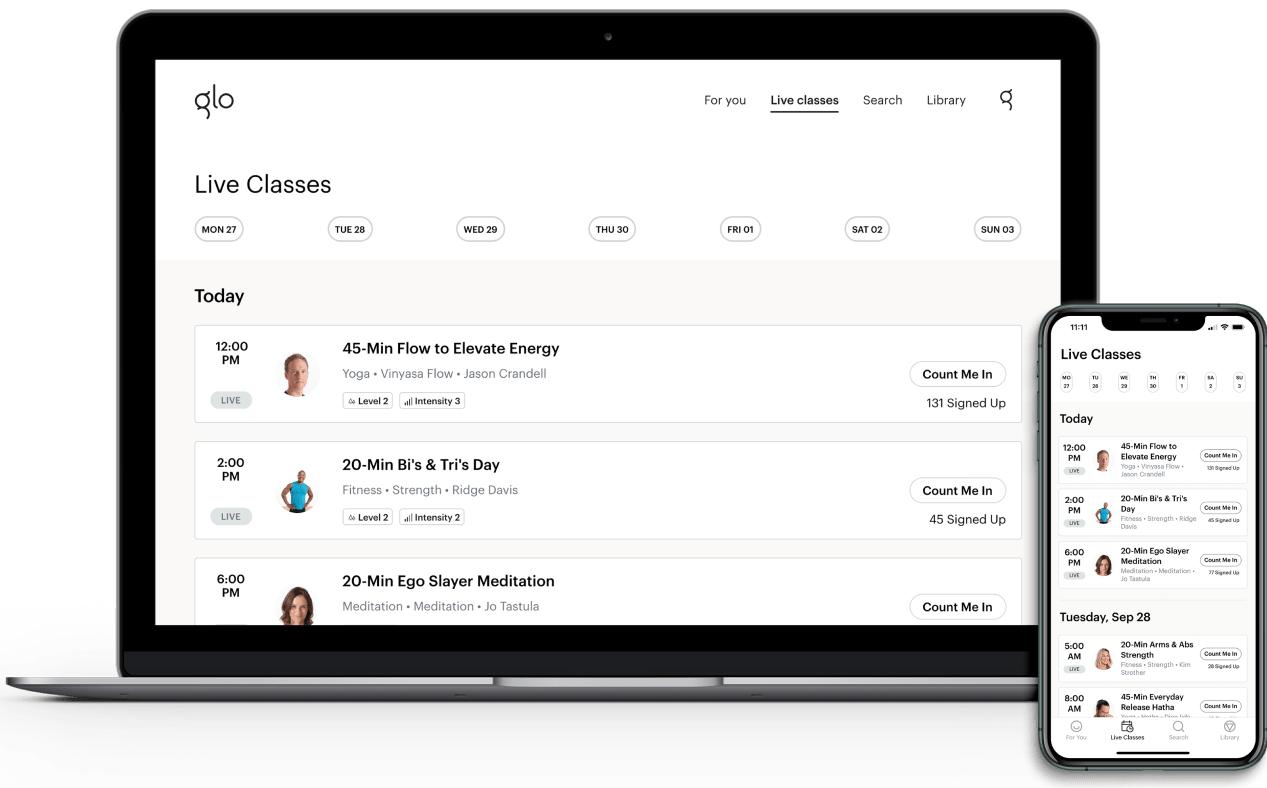 glo
For you Live classes Search Library
Live Classes
MON 27 TUE 28 WED 29 THU 30 FRI 01 SAT 02 SUN 03
Today
12:00
PM
LIVE
45-Min Flow to Elevate Energy
Yoga • Vinyasa Flow • Jason Crandell
Level 2 Intensity 3
Count Me In
131 Signed Up
2:00
PM
LIVE
20-Min Bi's & Tri's Day
Fitness • Strength • Ridge Davis
Level 2 Intensity 2
Count Me In
45 Signed Up
6:00
PM
20-Min Ego Slayer Meditation
Meditation • Meditation • Jo Tastula
Count Me In
11:11
Live Classes
MO TU WE TH FR SA SU
27 28 29 30 1 2 3
Today
12:00
PM
LIVE
45-Min Flow to
Elevate Energy
Yoga • Vinyasa Flow •
Jason Crandell
Count Me In
131 Signed Up
2:00
PM
LIVE
20-Min Bi's & Tri's
Day
Fitness • Strength • Ridge
Davis
Count Me In
45 Signed Up
6:00
PM
LIVE
20-Min Ego Slayer
Meditation
Meditation • Meditation •
Jo Tastula
Count Me In
77 Signed Up
Tuesday, Sep 28
5:00
AM
LIVE
20-Min Arms & Abs
Strength
Fitness • Strength • Kim
Strother
Count Me In
28 Signed Up
8:00
AM
45-Min Everyday
Release Hatha
Count Me In
For You Live Classes Search Library